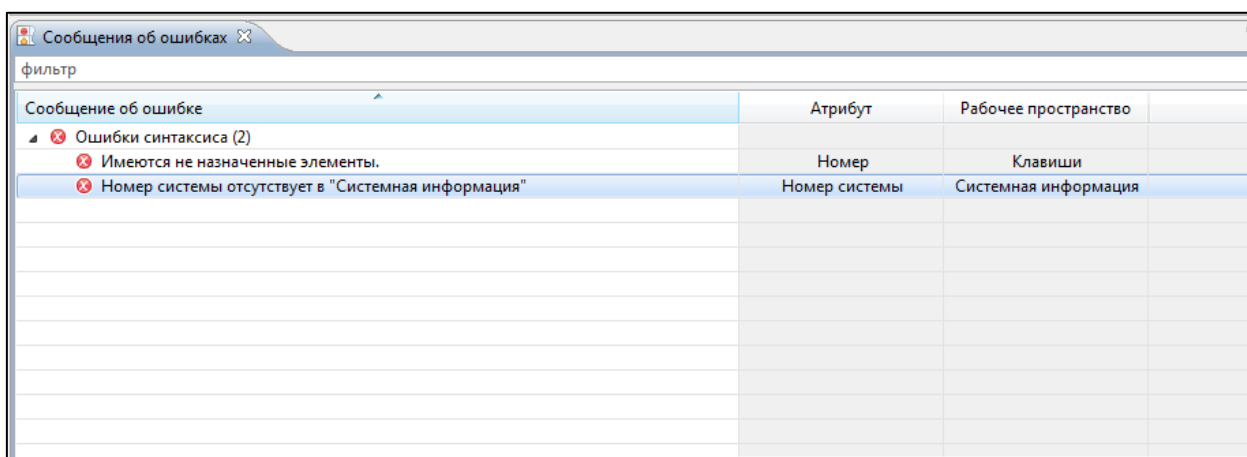 Сообщения об ошибках
фильтр
Сообщение об ошибке Атрибут Рабочее пространство
Ошибки синтаксиса (2)
Имеются не назначенные элементы. Номер Клавиши
Номер системы отсутствует в "Системная информация" Номер системы Системная информация